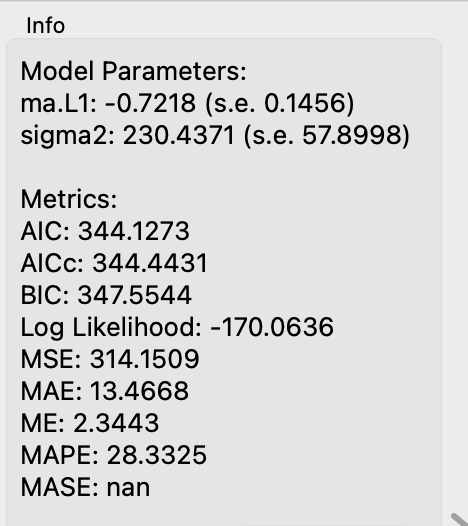 Info
Model Parameters:
ma.L1: -0.7218 (s.e. 0.1456)
sigma2: 230.4371 (s.e. 57.8998)
Metrics:
AIC: 344.1273
AICc: 344.4431
BIC: 347.5544
Log Likelihood: -170.0636
MSE: 314.1509
MAE: 13.4668
ME: 2.3443
MAPE: 28.3325
MASE: nan